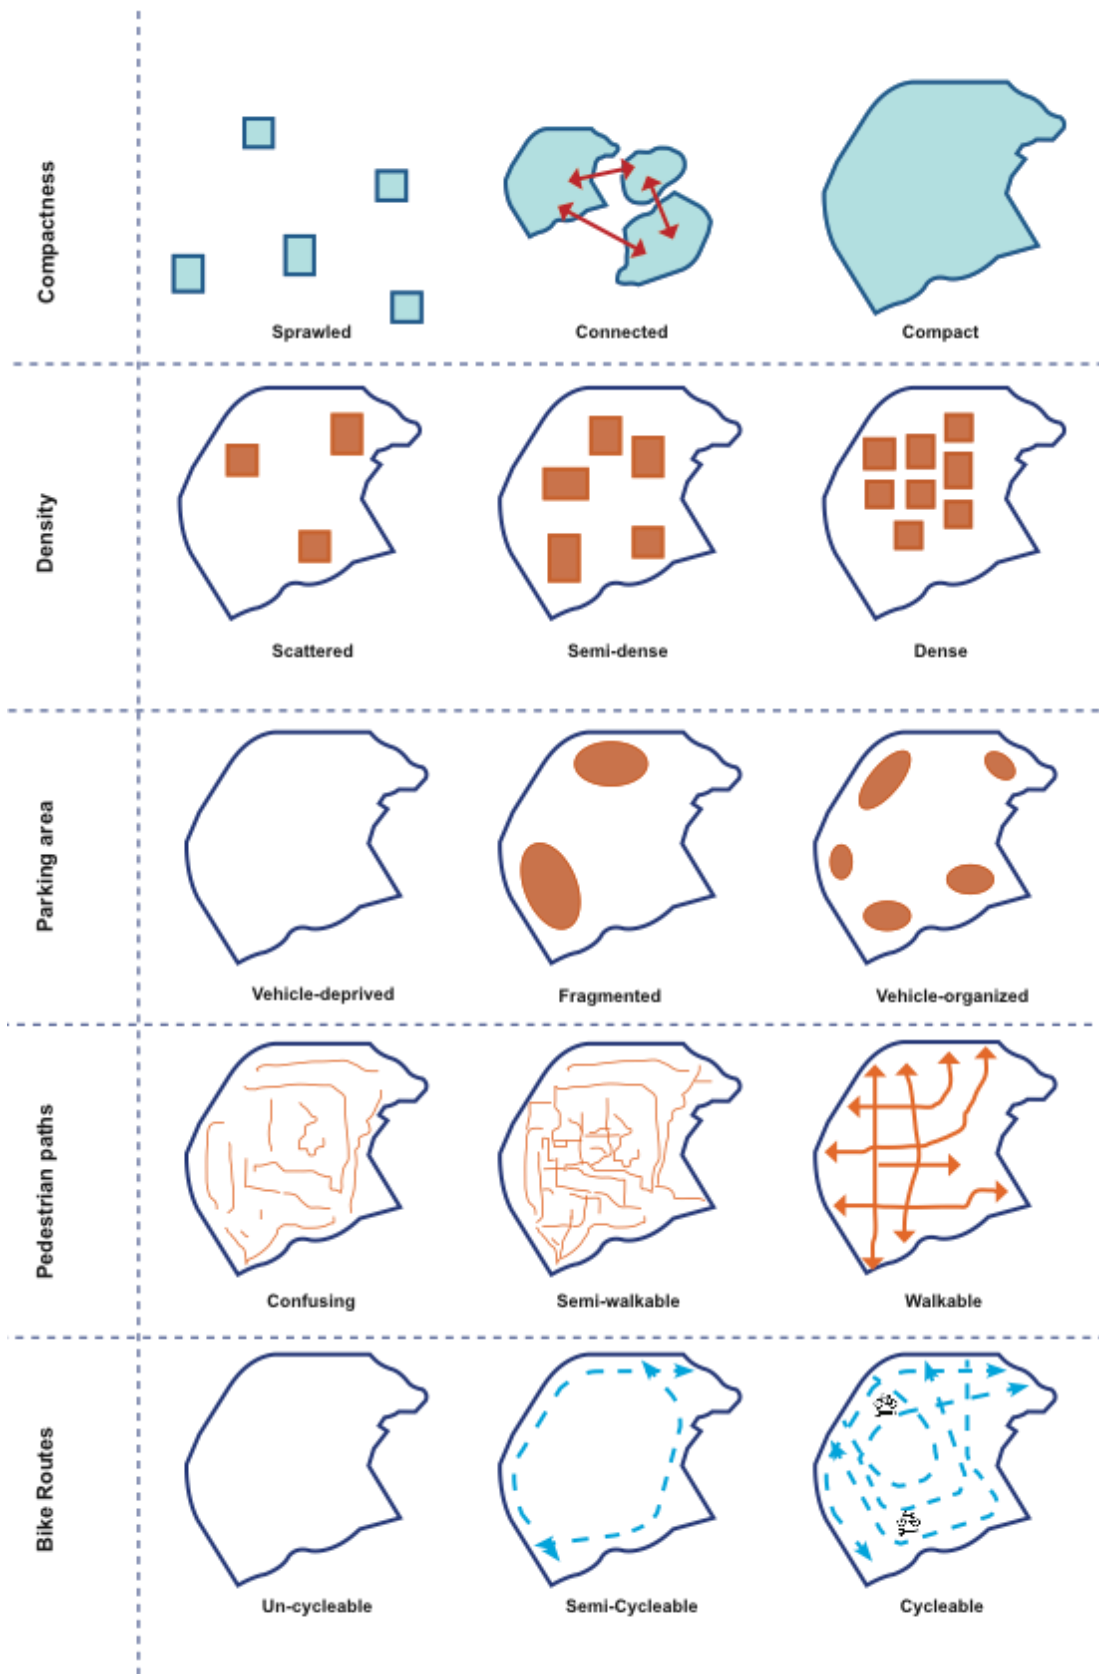 Compactness
Sprawled
Connected
Compact
Density
Scattered
Semi-dense
Dense
Parking area
Vehicle-deprived
Fragmented
Vehicle-organized
Pedestrian paths
Confusing
Semi-walkable
Walkable
Bike Routes
Un-cycleable
Semi-Cycleable
Cycleable